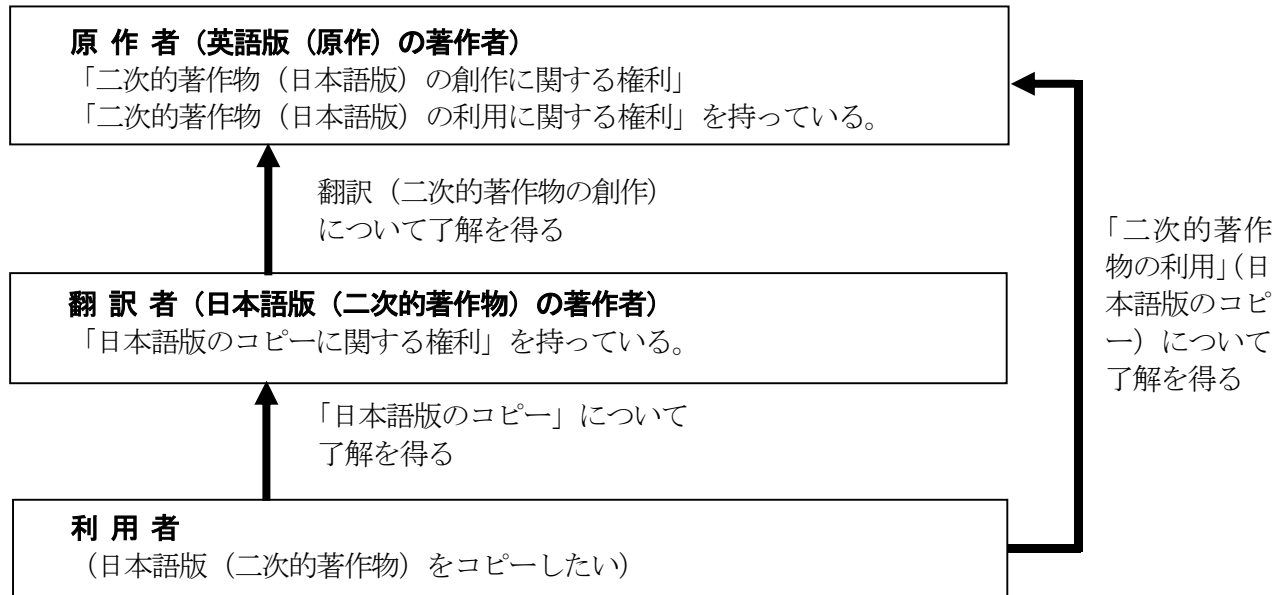 原 作 者（英語版（原作）の著作者）
「二次的著作物（日本語版）の創作に関する権利」
「二次的著作物（日本語版）の利用に関する権利」を持っている。
翻訳（二次的著作物の創作）
について了解を得る
「二次的著作
物の利用」（日
本語版のコピ
ー）について
了解を得る
翻 訳 者（日本語版（二次的著作物）の著作者）
「日本語版のコピーに関する権利」を持っている。
「日本語版のコピー」について
了解を得る
利 用 者
（日本語版（二次的著作物）をコピーしたい）